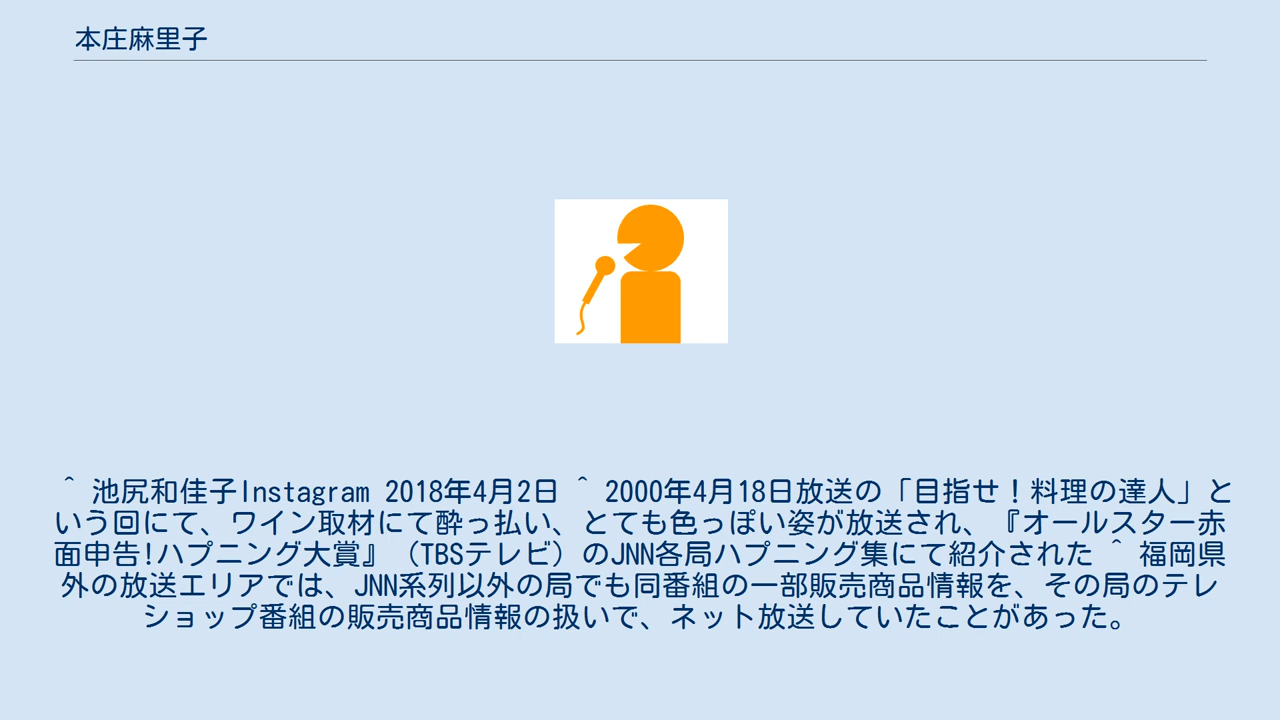 本庄麻里子
^ 池尻和佳子Instagram 2018年4月2日 ^ 2000年4月18日放送の「目指せ！料理の達人」と
いう回にて、ワイン取材にて酔っ払い、とても色っぽい姿が放送され、『オールスター赤
面申告!ハプニング大賞』（TBSテレビ）のJNN各局ハプニング集にて紹介された ^ 福岡県
外の放送エリアでは、JNN系列以外の局でも同番組の一部販売商品情報を、その局のテレ
ショップ番組の販売商品情報の扱いで、ネット放送していたことがあった。